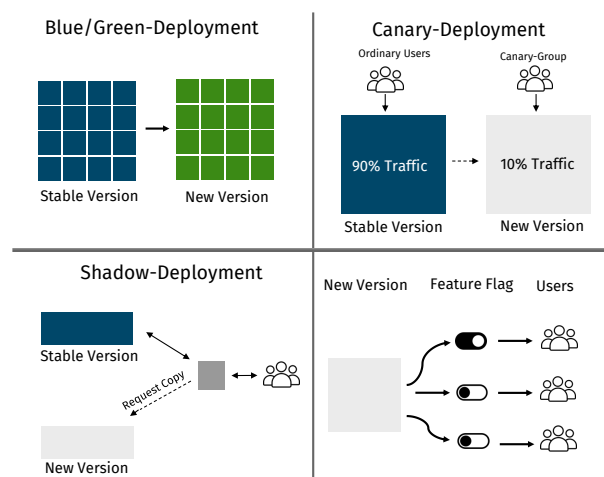 Blue/Green-Deployment
Stable Version
New Version
Canary-Deployment
Ordinary Users
Canary-Group
90% Traffic
10% Traffic
Stable Version
New Version
Shadow-Deployment
Stable Version
Request Copy
New Version
New Version
Feature Flag
Users